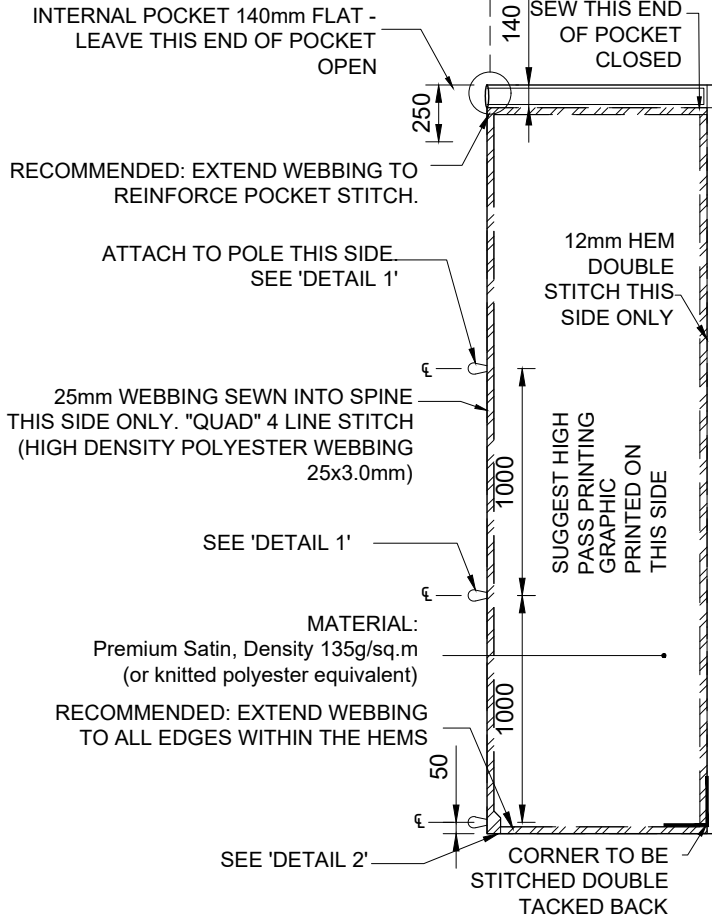 INTERNAL POCKET 140mm FLAT -
LEAVE THIS END OF POCKET
OPEN
140
SEW THIS END
OF POCKET
CLOSED
250
RECOMMENDED: EXTEND WEBBING TO
REINFORCE POCKET STITCH.
ATTACH TO POLE THIS SIDE.
SEE 'DETAIL 1'
12mm HEM
DOUBLE
STITCH THIS
SIDE ONLY
℄
25mm WEBBING SEWN INTO SPINE
THIS SIDE ONLY. "QUAD" 4 LINE STITCH
(HIGH DENSITY POLYESTER WEBBING
25x3.0mm)
1000
SUGGEST HIGH
PASS PRINTING
GRAPHIC
PRINTED ON
THIS SIDE
SEE 'DETAIL 1'
℄
MATERIAL:
Premium Satin, Density 135g/sq.m
(or knitted polyester equivalent)
1000
RECOMMENDED: EXTEND WEBBING
TO ALL EDGES WITHIN THE HEMS
50
℄
SEE 'DETAIL 2'
CORNER TO BE
STITCHED DOUBLE
TACKED BACK